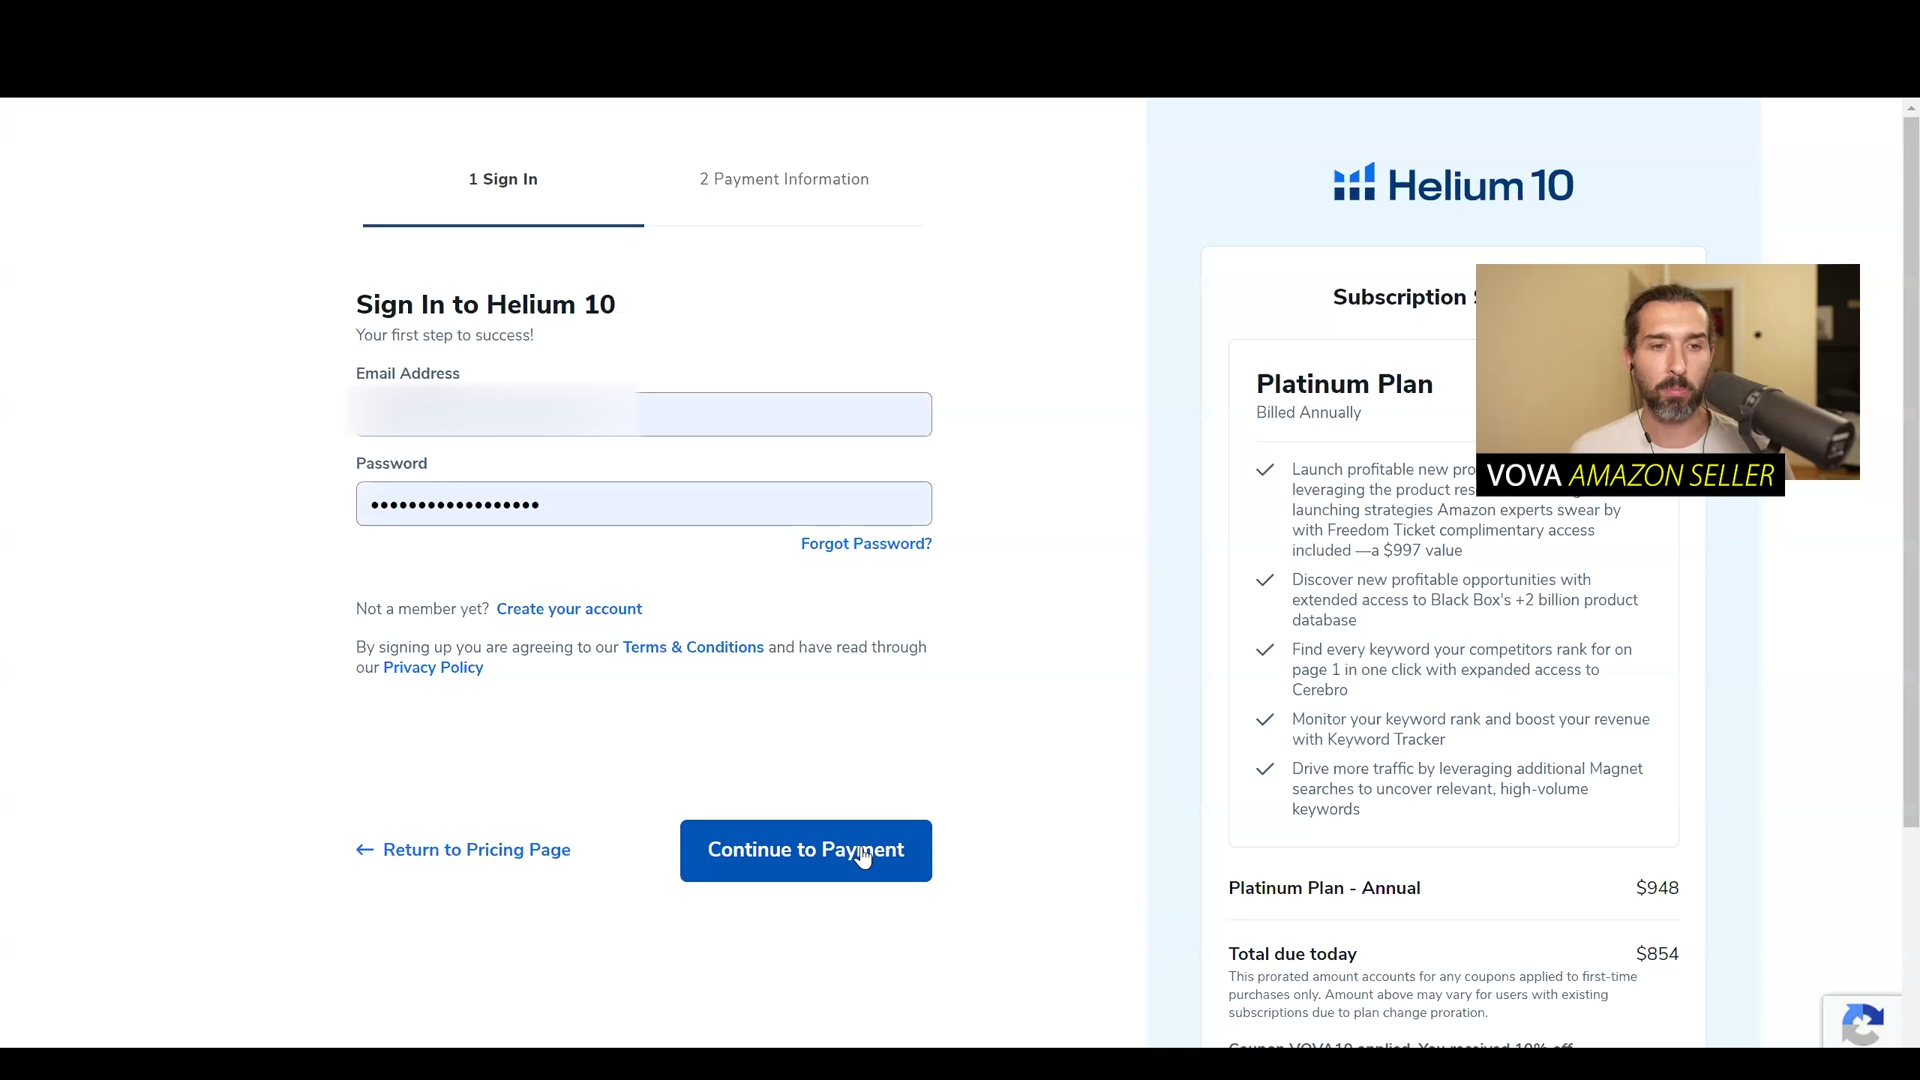 1 Sign In
2 Payment Information
Sign In to Helium 10
Your first step to success!
Email Address
Password
••••••••••••••••••
Forgot Password?
Not a member yet? Create your account
By signing up you are agreeing to our Terms & Conditions and have read through
our Privacy Policy
← Return to Pricing Page
Continue to Payment
Helium 10
Subscription
Platinum Plan
Billed Annually
Launch profitable new
leveraging the product
launching strategies Amazon experts swear by
with Freedom Ticket complimentary access
included —a $997 value
Discover new profitable opportunities with
extended access to Black Box's +2 billion product
database
Find every keyword your competitors rank for on
page 1 in one click with expanded access to
Cerebro
Monitor your keyword rank and boost your revenue
with Keyword Tracker
Drive more traffic by leveraging additional Magnet
searches to uncover relevant, high-volume
keywords
Platinum Plan - Annual $948
Total due today $854
This prorated amount accounts for any coupons applied to first-time
purchases only. Amount above may vary for users with existing
subscriptions due to plan change proration.
Coupon VOVA10 applied. You received 10% off
VOVA AMAZON SELLER